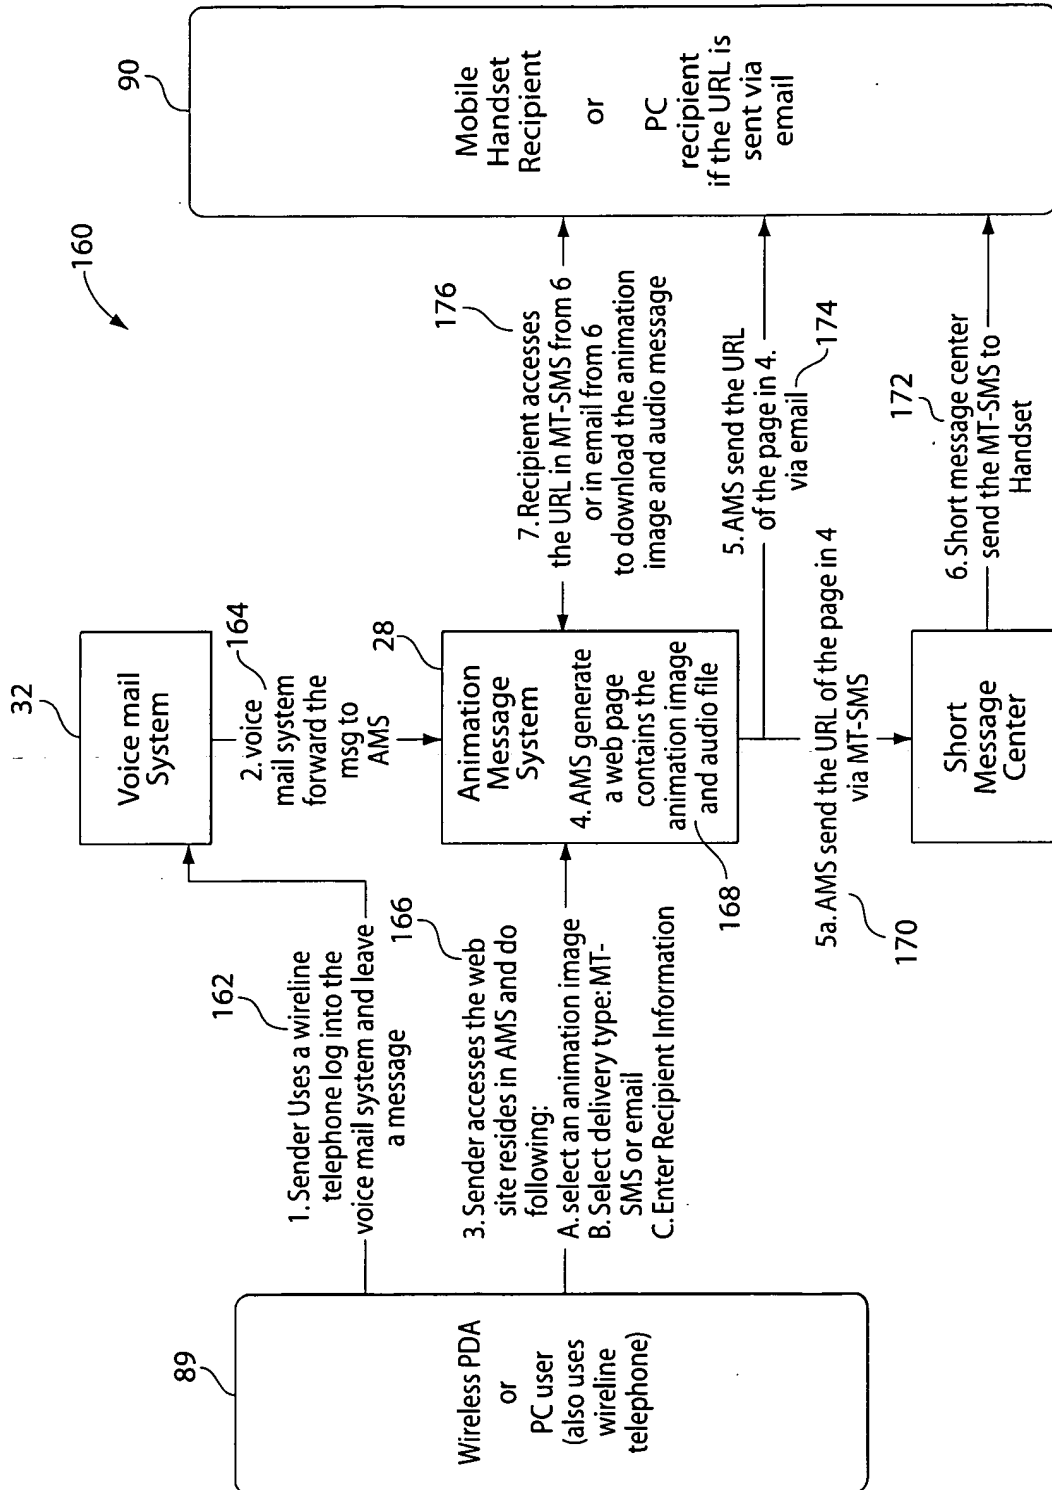 160
89
Wireless PDA
or
PC user
(also uses
wireline
telephone)
162
1. Sender Uses a wireline
telephone log into the
voice mail system and leave
a message
32
Voice mail
System
164
2. voice
mail system
forward the
msg to
AMS
166
3. Sender accesses the web
site resides in AMS and do
following:
A. select an animation image
B. Select delivery type: MT-
SMS or email
C. Enter Recipient Information
28
Animation
Message
System
4. AMS generate
a web page
contains the
animation image
and audio file
168
5a. AMS send the URL of the page in 4
via MT-SMS
170
Short
Message
Center
176
7. Recipient accesses
the URL in MT-SMS from 6
or in email from 6
to download the animation
image and audio message
5. AMS send the URL
of the page in 4.
via email
174
172
6. Short message center
send the MT-SMS to
Handset
90
Mobile
Handset
Recipient
or
PC
recipient
if the URL is
sent via
email